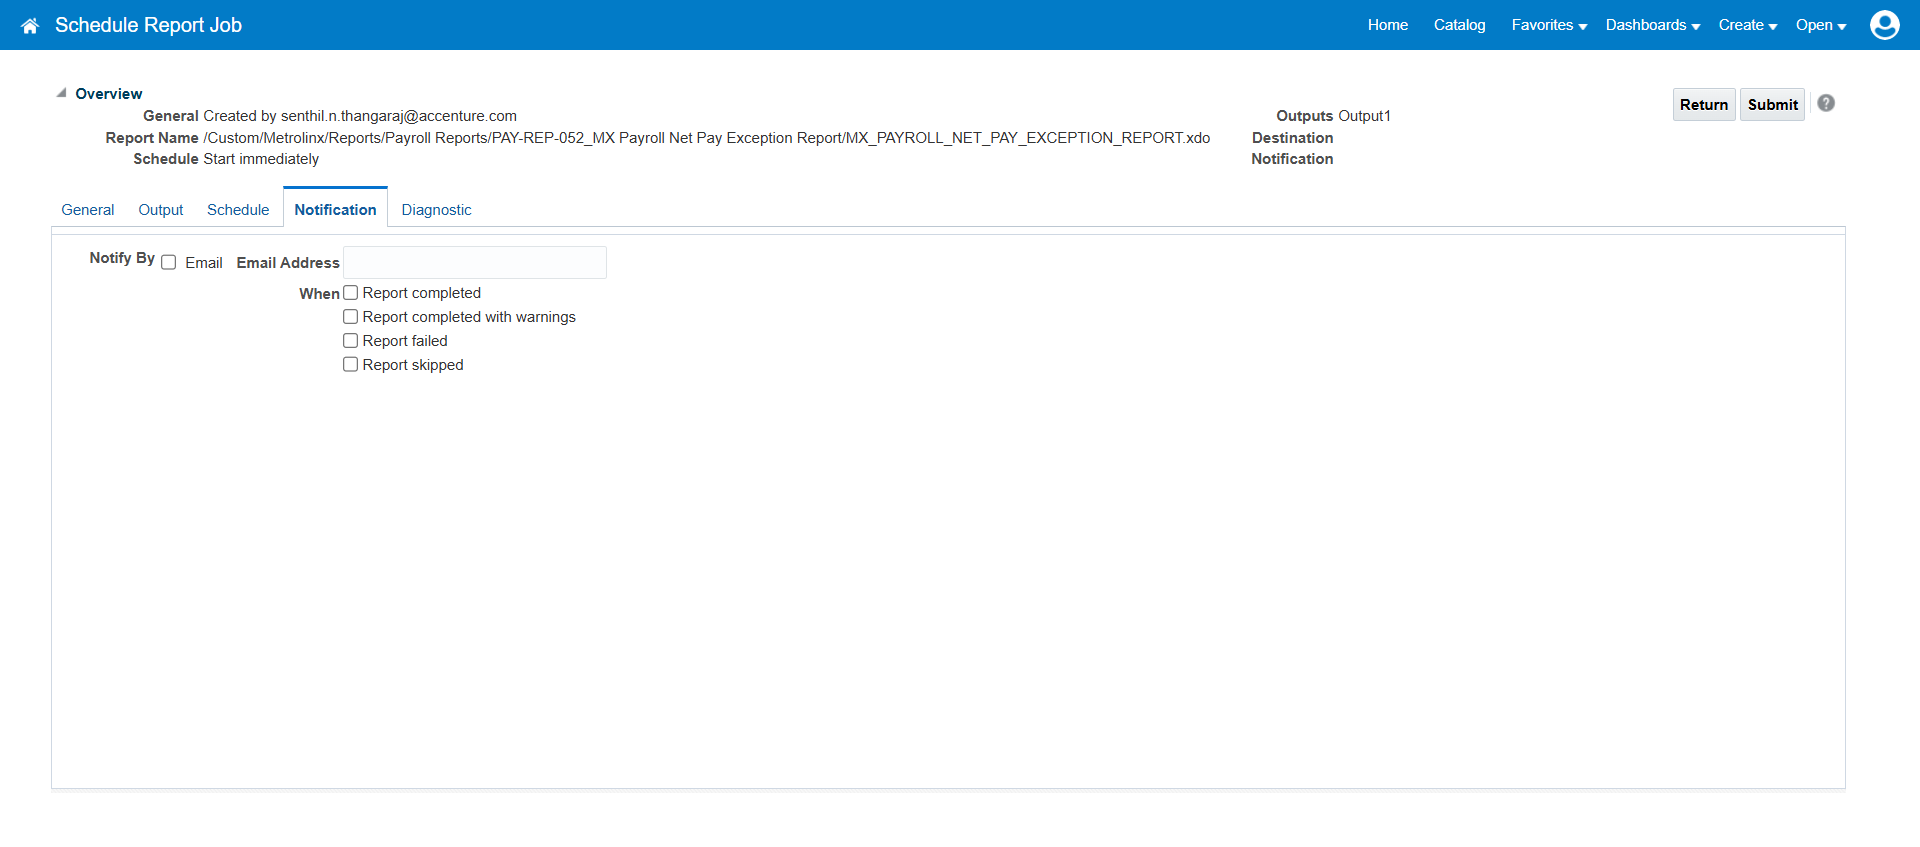 Schedule Report Job
Home Catalog Favorites Dashboards Create Open
Overview
General Created by senthil.n.thangaraj@accenture.com
Report Name /Custom/Metrolinx/Reports/Payroll Reports/PAY-REP-052_MX Payroll Net Pay Exception Report/MX_PAYROLL_NET_PAY_EXCEPTION_REPORT.xdo
Schedule Start immediately
Outputs Output1
Destination
Notification
Return Submit ?
General Output Schedule Notification Diagnostic
Notify By Email Email Address
When Report completed
Report completed with warnings
Report failed
Report skipped